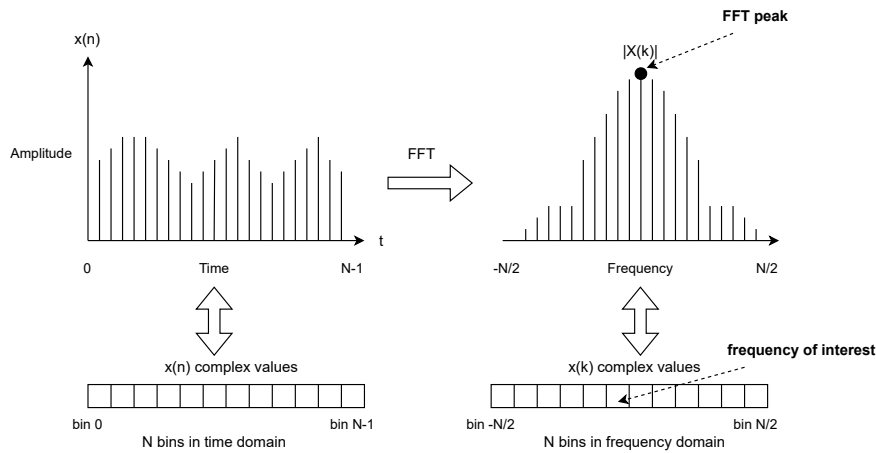 FFT peak
x(n)
|X(k)|
Amplitude
FFT
t
0
Time
N-1
-N/2
Frequency
N/2
frequency of interest
x(n) complex values
x(k) complex values
bin 0
bin N-1
bin -N/2
bin N/2
N bins in time domain
N bins in frequency domain